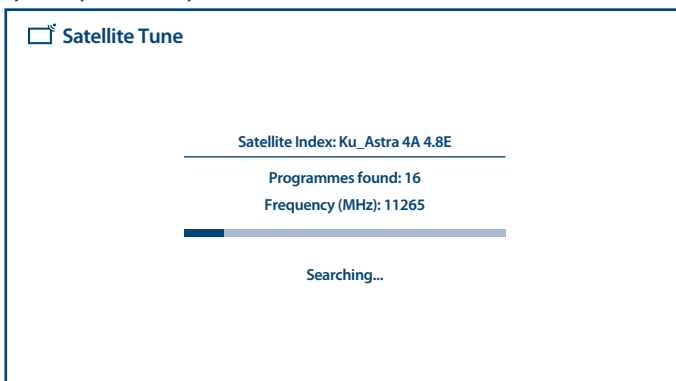 Satellite Tune
Satellite Index: Ku_Astra 4A 4.8E
Programmes found: 16
Frequency (MHz): 11265
Searching...